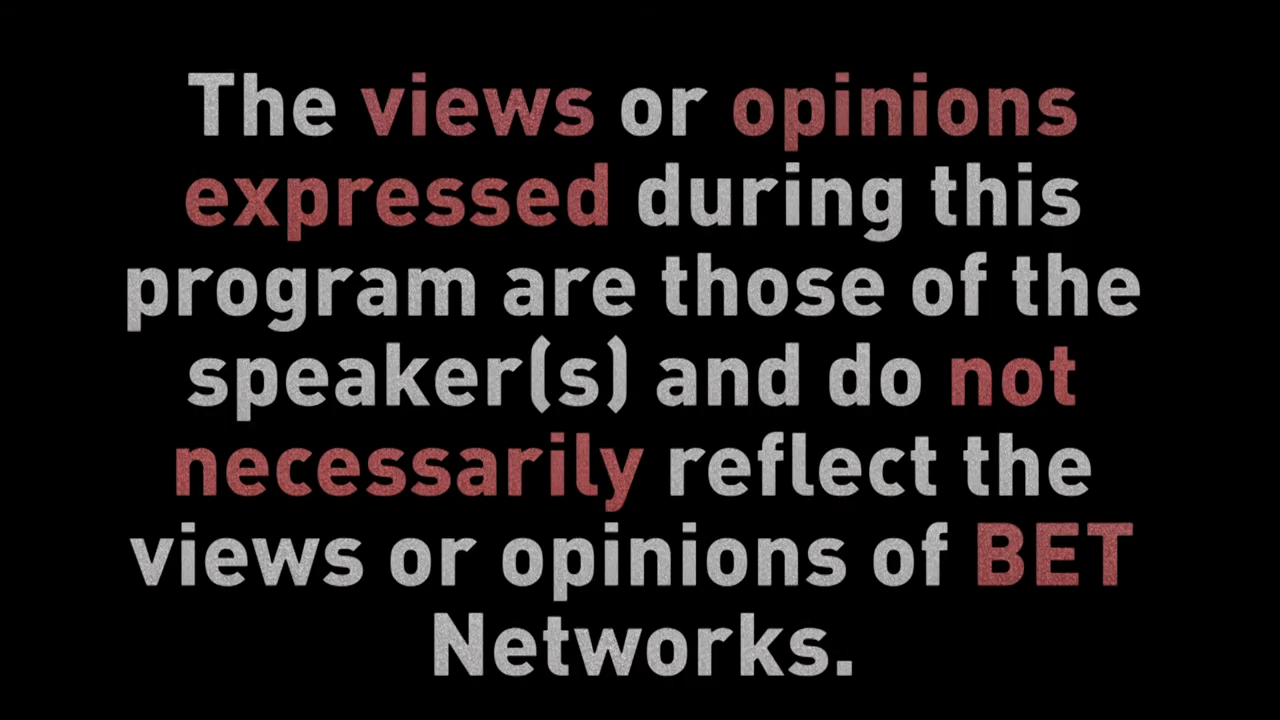 The views or opinions
expressed during this
program are those of the
speaker(s) and do not
necessarily reflect the
views or opinions of BET
Networks.